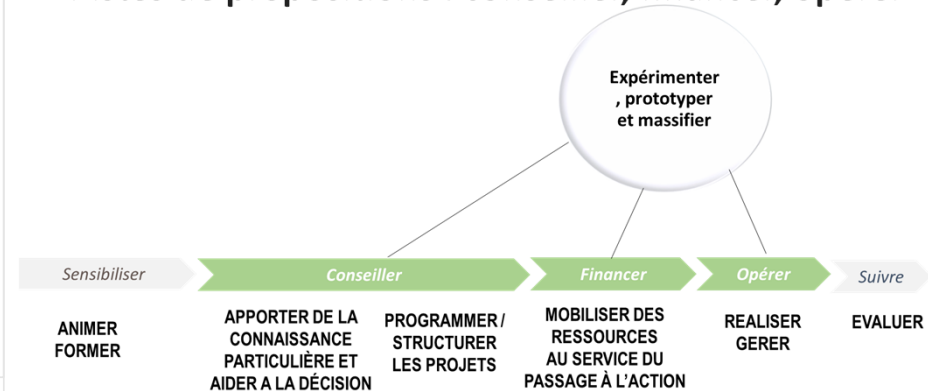 Expérimenter
, prototyper
et massifier
Sensibiliser
Conseiller
Financer
Opérer
Suivre
ANIMER
FORMER
APPORTER DE LA
CONNAISSANCE
PARTICULIÈRE ET
AIDER A LA DÉCISION
PROGRAMMER /
STRUCTURER
LES PROJETS
MOBILISER DES
RESSOURCES
AU SERVICE DU
PASSAGE À L'ACTION
REALISER
GERER
EVALUER